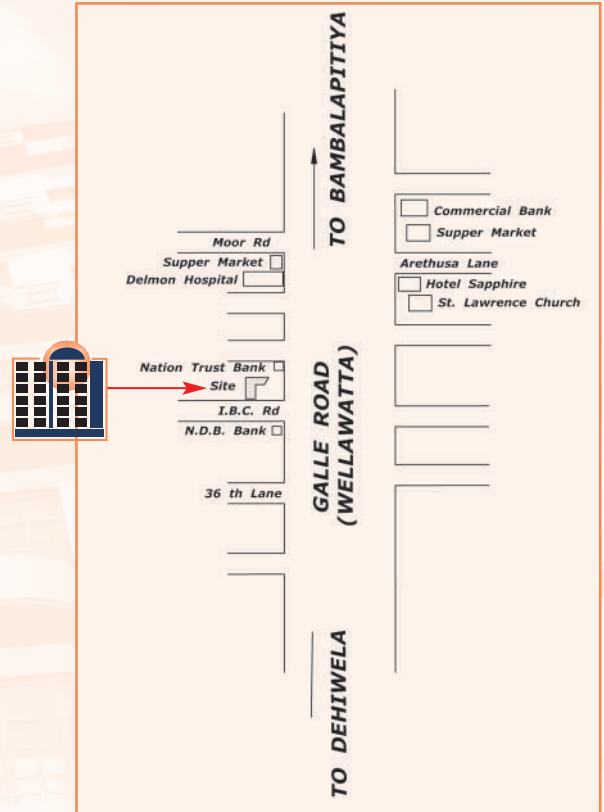 TO BAMBALAPITIYA
Commercial Bank
Supper Market
Moor Rd
Supper Market
Arethusa Lane
Delmon Hospital
Hotel Sapphire
St. Lawrence Church
Nation Trust Bank
Site
I.B.C. Rd
N.D.B. Bank
GALLE ROAD
(WELLAWATTA)
36 th Lane
TO DEHIWELA